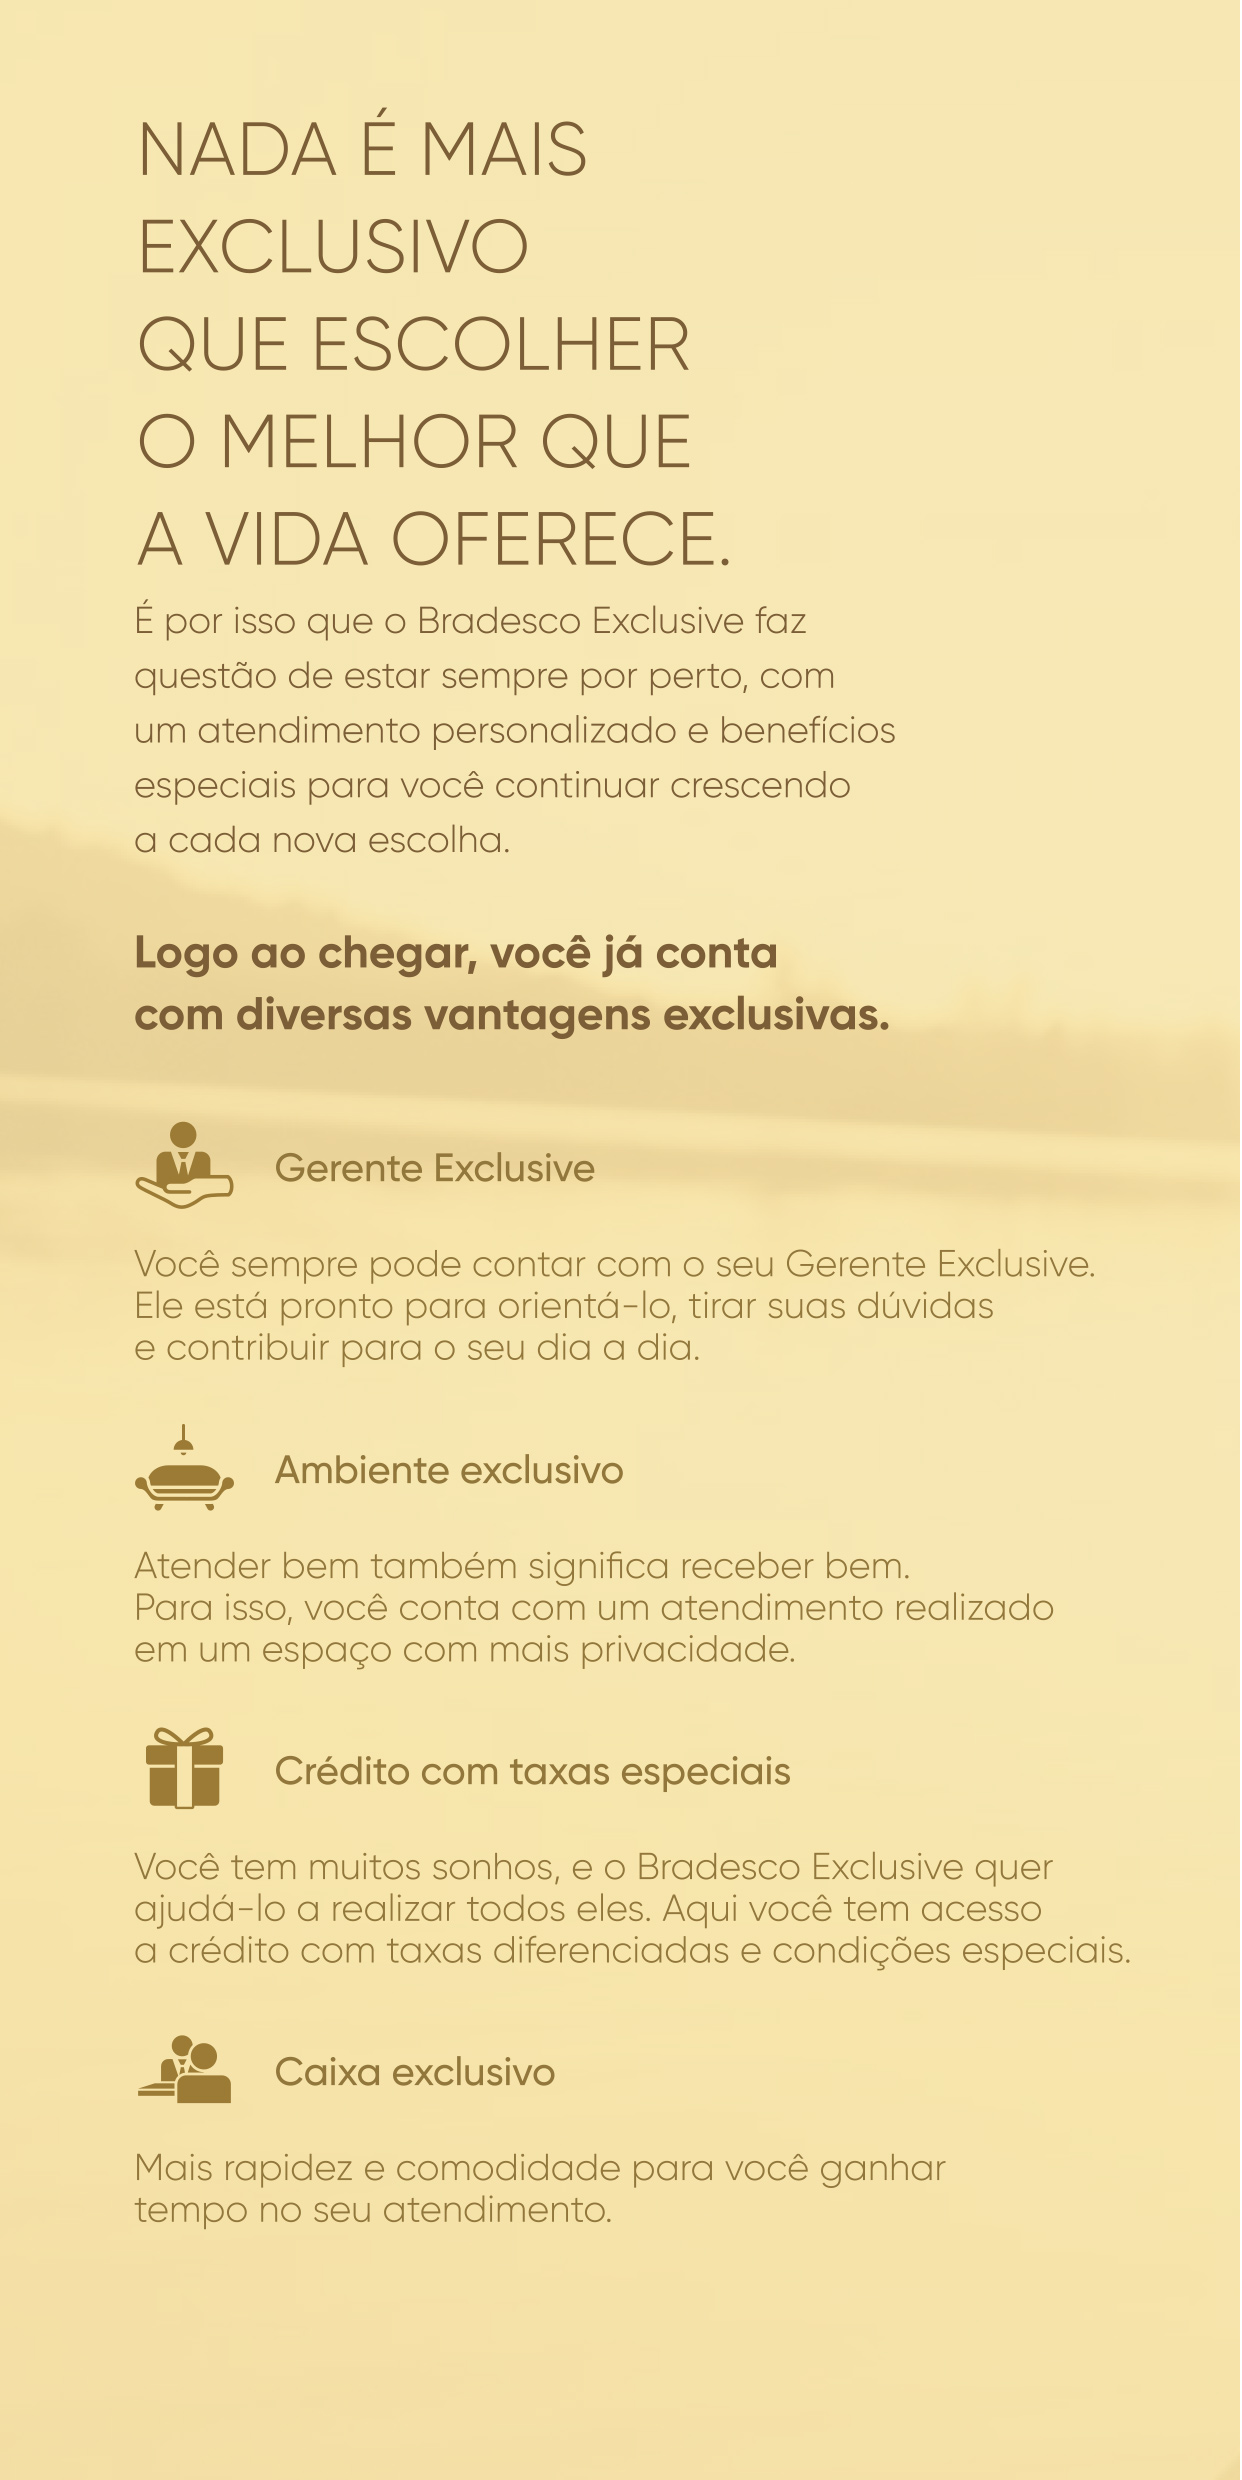 NADA É MAIS
EXCLUSIVO
QUE ESCOLHER
O MELHOR QUE
A VIDA OFERECE.
É por isso que o Bradesco Exclusive faz
questão de estar sempre por perto, com
um atendimento personalizado e benefícios
especiais para você continuar crescendo
a cada nova escolha.
Logo ao chegar, você já conta
com diversas vantagens exclusivas.
Gerente Exclusive
Você sempre pode contar com o seu Gerente Exclusive.
Ele está pronto para orientá-lo, tirar suas dúvidas
e contribuir para o seu dia a dia.
Ambiente exclusivo
Atender bem também significa receber bem.
Para isso, você conta com um atendimento realizado
em um espaço com mais privacidade.
Crédito com taxas especiais
Você tem muitos sonhos, e o Bradesco Exclusive quer
ajudá-lo a realizar todos eles. Aqui você tem acesso
a crédito com taxas diferenciadas e condições especiais.
Caixa exclusivo
Mais rapidez e comodidade para você ganhar
tempo no seu atendimento.